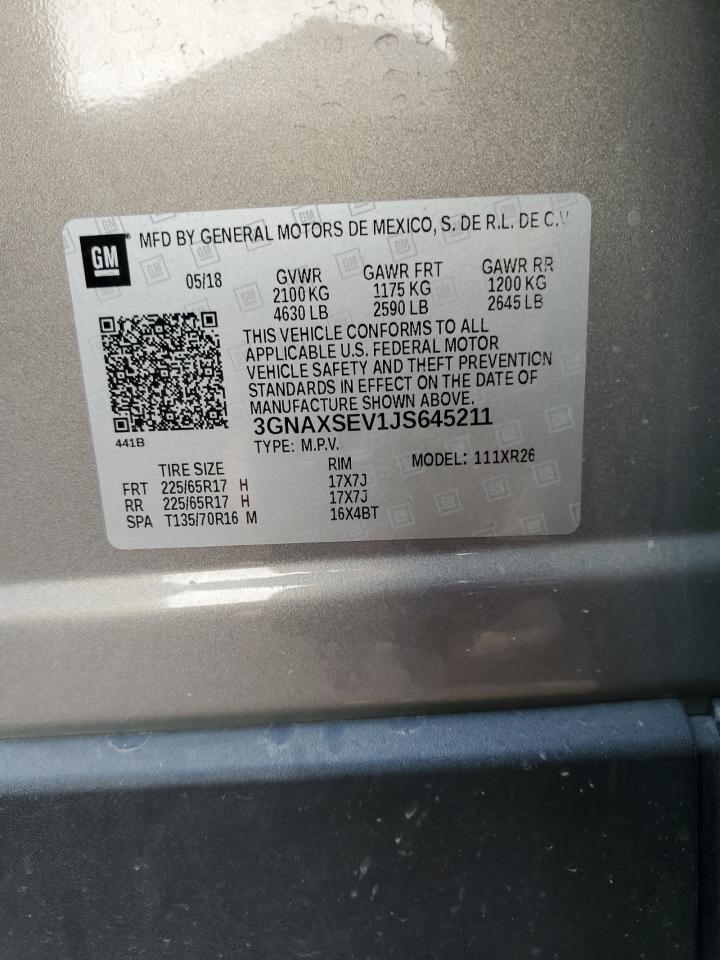 GM
MFD BY GENERAL MOTORS DE MEXICO, S. DE R.L. DE C.V
05/18
GVWR GAWR FRT GAWR RR
2100 KG 1175 KG 1200 KG
4630 LB 2590 LB 2645 LB
THIS VEHICLE CONFORMS TO ALL
APPLICABLE U.S. FEDERAL MOTOR
VEHICLE SAFETY AND THEFT PREVENTION
STANDARDS IN EFFECT ON THE DATE OF
MANUFACTURE SHOWN ABOVE.
3GNAXSEV1JS645211
441B
TYPE: M.P.V. MODEL: 111XR26
TIRE SIZE RIM
FRT 225/65R17 H 17X7J
RR 225/65R17 H 17X7J
SPA T135/70R16 M 16X4BT